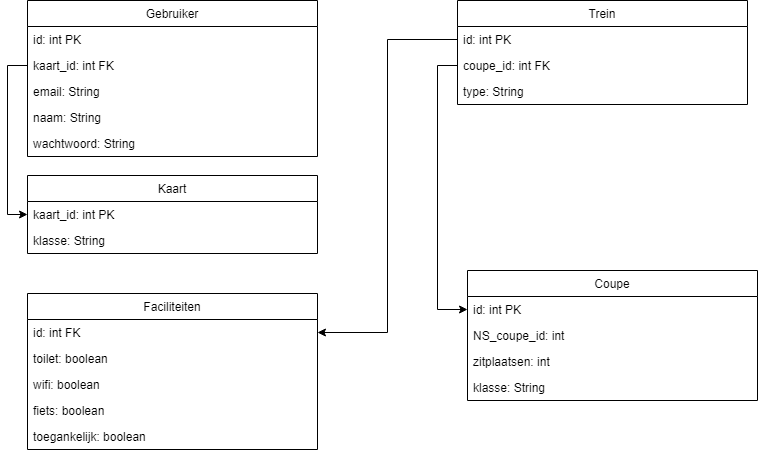 Gebruiker
id: int PK
kaart_id: int FK
email: String
naam: String
wachtwoord: String
Kaart
kaart_id: int PK
klasse: String
Faciliteiten
id: int FK
toilet: boolean
wifi: boolean
fiets: boolean
toegankelijk: boolean
Trein
id: int PK
coupe_id: int FK
type: String
Coupe
id: int PK
NS_coupe_id: int
zitplaatsen: int
klasse: String